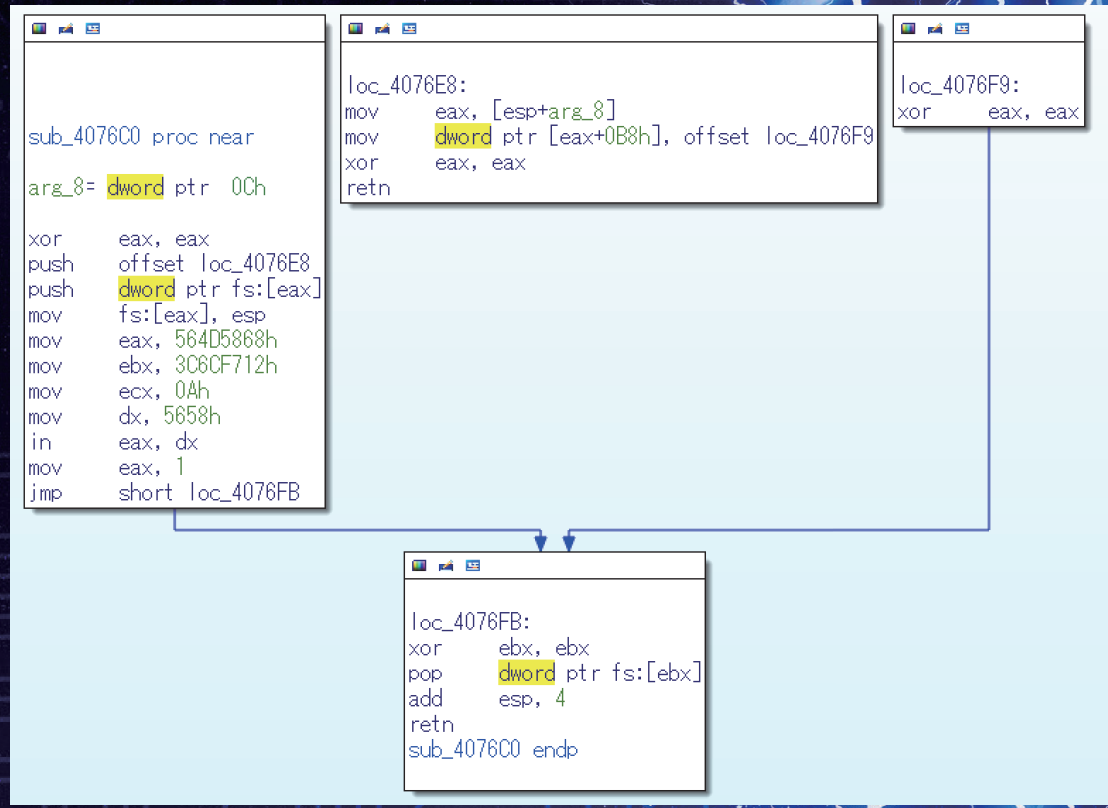 sub_4076C0 proc near
arg_8= dword ptr 0Ch
xor eax, eax
push offset loc_4076E8
push dword ptr fs:[eax]
mov fs:[eax], esp
mov eax, 564D5868h
mov ebx, 3C6CF712h
mov ecx, 0Ah
mov dx, 5658h
in eax, dx
mov eax, 1
jmp short loc_4076FB
loc_4076E8:
mov eax, [esp+arg_8]
mov dword ptr [eax+0B8h], offset loc_4076F9
xor eax, eax
retn
loc_4076F9:
xor eax, eax
loc_4076FB:
xor ebx, ebx
pop dword ptr fs:[ebx]
add esp, 4
retn
sub_4076C0 endp